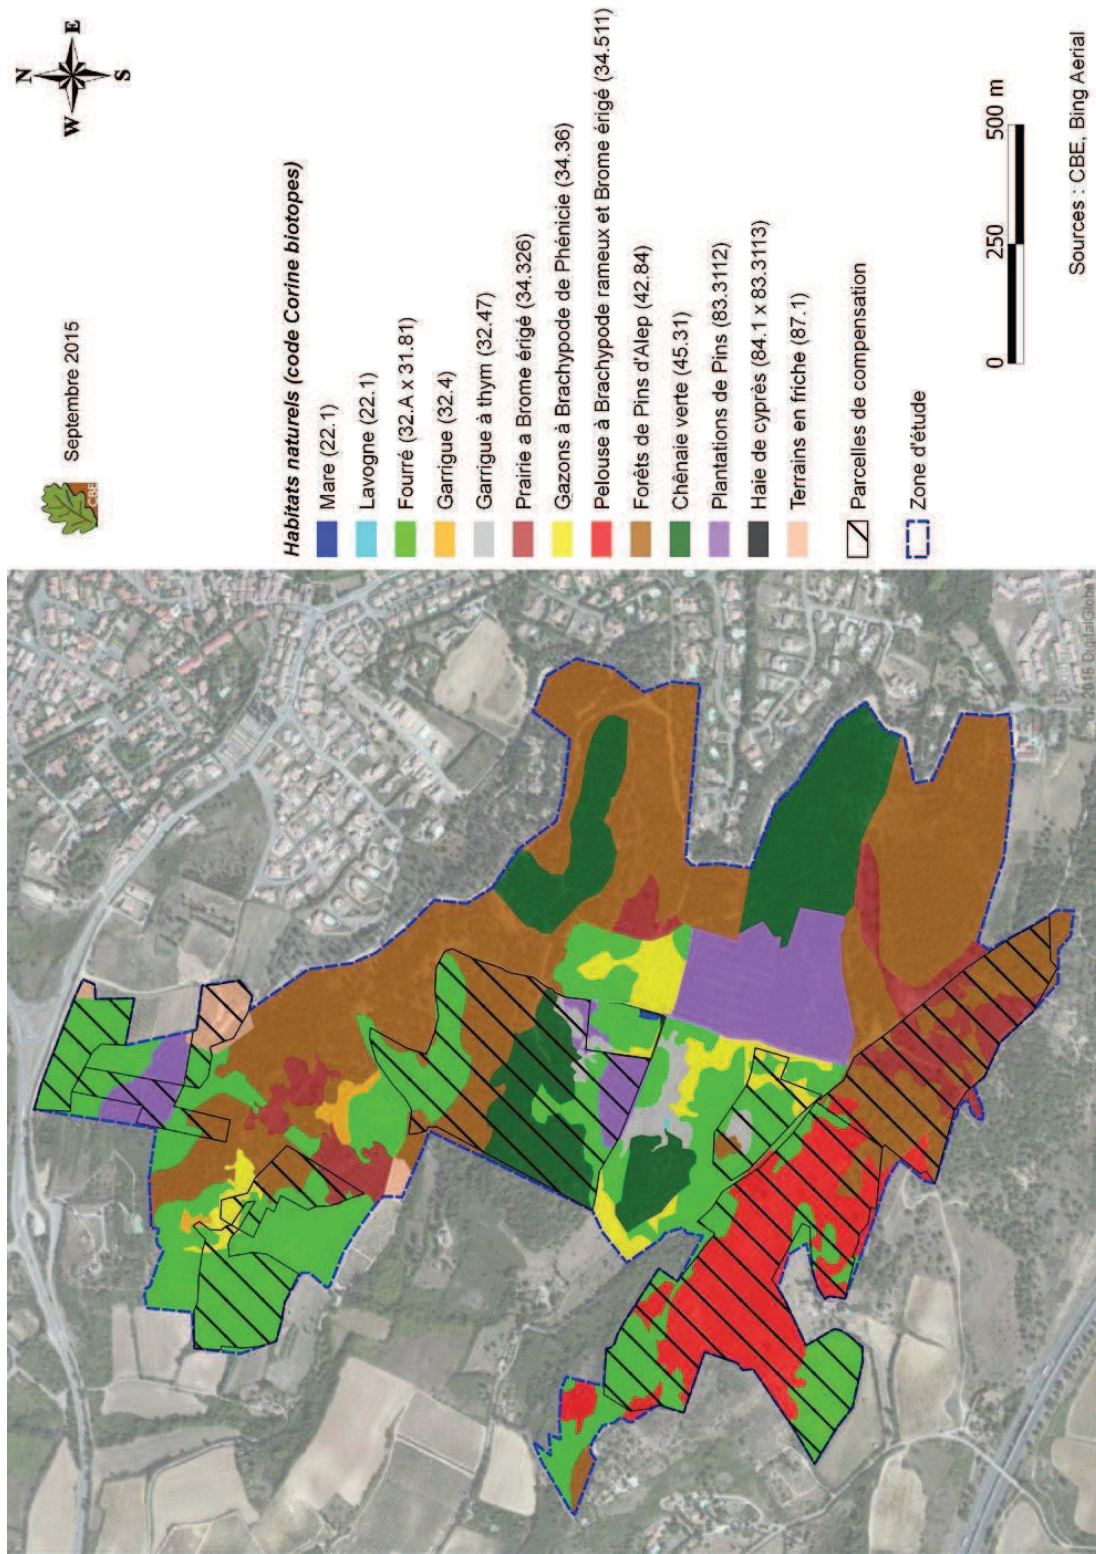 N
W
E
S
CBE
Septembre 2015
Habitats naturels (code Corine biotopes)
Mare (22.1)
Lavogne (22.1)
Fourré (32.A x 31.81)
Garrigue (32.4)
Garrigue à thym (32.47)
Prairie a Brome érigé (34.326)
Gazons à Brachypode de Phénicie (34.36)
Pelouse à Brachypode rameux et Brome érigé (34.511)
Forêts de Pins d'Alep (42.84)
Chênaie verte (45.31)
Plantations de Pins (83.3112)
Haie de cyprès (84.1 x 83.3113)
Terrains en friche (87.1)
Parcelles de compensation
Zone d'étude
0 250 500 m
Sources : CBE, Bing Aerial
2015 DigitalGlobe